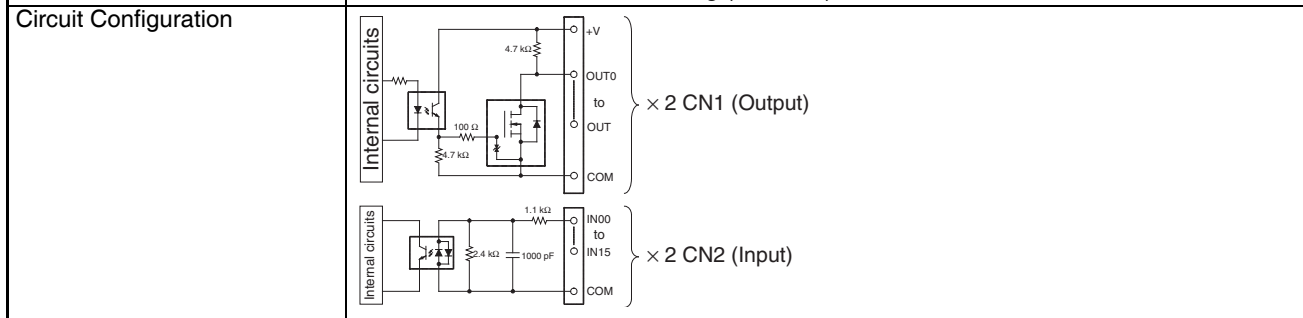 Circuit Configuration
Internal circuits
4.7 kΩ
100 Ω
4.7 kΩ
+V
OUT0
to
OUT
COM
× 2 CN1 (Output)
Internal circuits
1.1 kΩ
2.4 kΩ
1000 pF
IN00
to
IN15
COM
× 2 CN2 (Input)